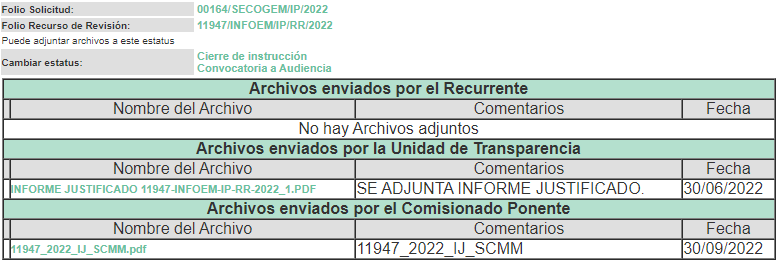 Folio Solicitud: 00164/SECOGEM/IP/2022
Folio Recurso de Revisión: 11947/INFOEM/IP/RR/2022
Puede adjuntar archivos a este estatus
Cambiar estatus: Cierre de instrucción
Convocatoria a Audiencia
Archivos enviados por el Recurrente
Nombre del Archivo Comentarios Fecha
No hay Archivos adjuntos
Archivos enviados por la Unidad de Transparencia
Nombre del Archivo Comentarios Fecha
INFORME JUSTIFICADO 11947-INFOEM-IP-RR-2022_1.PDF SE ADJUNTA INFORME JUSTIFICADO. 30/06/2022
Archivos enviados por el Comisionado Ponente
Nombre del Archivo Comentarios Fecha
11947_2022_IJ_SCMM.pdf 11947_2022_IJ_SCMM 30/09/2022